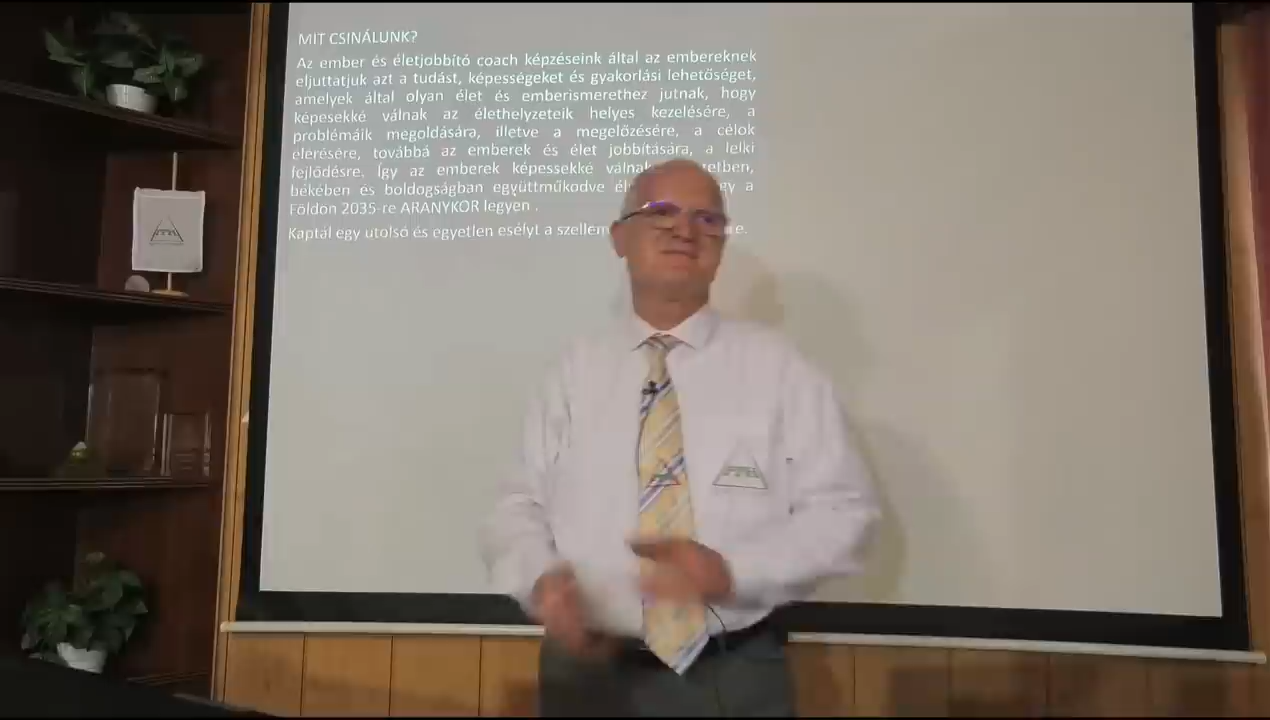 MIT CSINÁLUNK?
Az ember és életjobbító coach képzéseink által az embereknek
eljuttatjuk azt a tudást, képességeket és gyakorlási lehetőséget,
amelyek által olyan élet és emberismerethez jutnak, hogy
képesekké válnak az élethelyzeteik helyes kezelésére, a
problémáik megoldására, illetve a megelőzésére, a célok
elérésére, továbbá az emberek és élet jobbítására, a lelki
fejlődésre. Így az emberek képessekké válnak
békében és boldogságban együttműködve a
Földön 2035-re ARANYKOR legyen .
Kaptál egy utolsó és egyetlen esélyt a